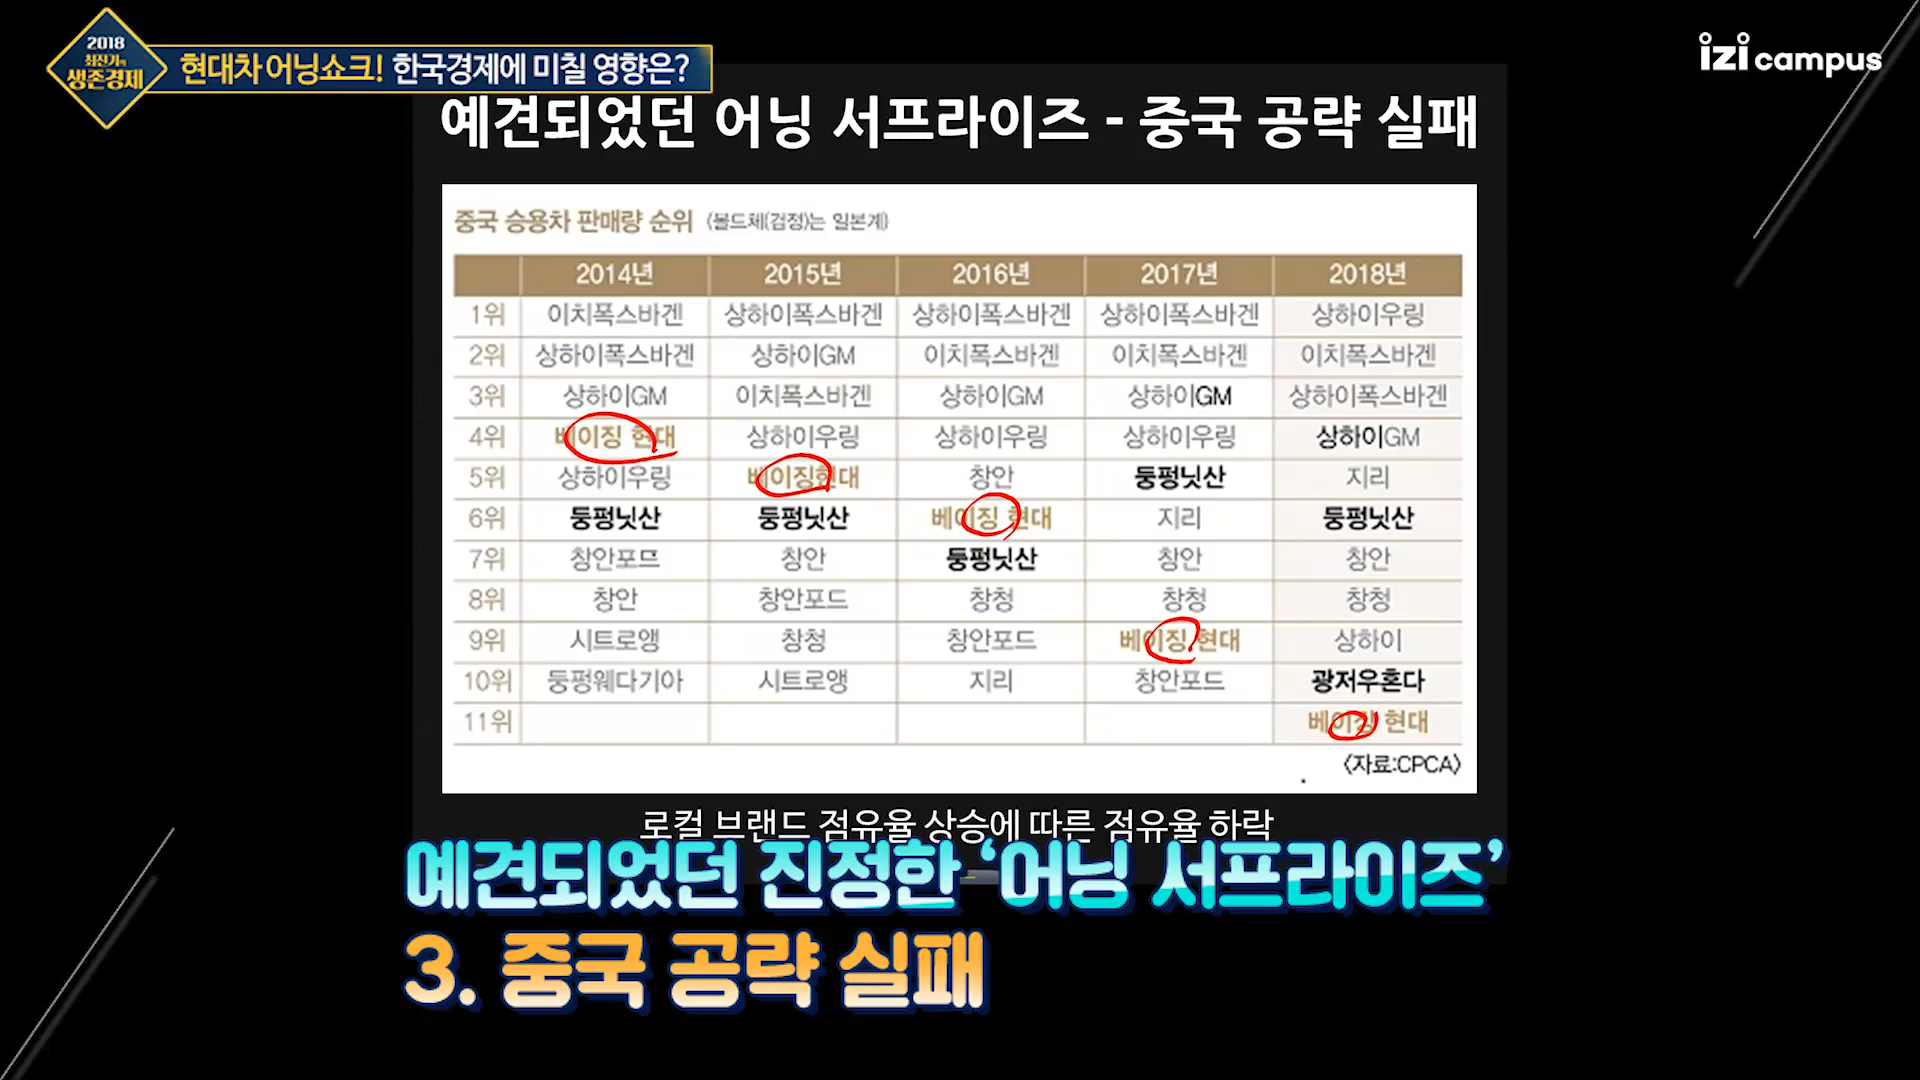 2018
최진기의
생존경제
현대차 어닝쇼크! 한국경제에 미칠 영향은?
izi campus
예견되었던 어닝 서프라이즈 - 중국 공략 실패
중국 승용차 판매량 순위 (볼드체(검정)는 일본계)
2014년 2015년 2016년 2017년 2018년
1위 이치폭스바겐 상하이폭스바겐 상하이폭스바겐 상하이폭스바겐 상하이우링
2위 상하이폭스바겐 상하이GM 이치폭스바겐 이치폭스바겐 이치폭스바겐
3위 상하이GM 이치폭스바겐 상하이GM 상하이GM 상하이폭스바겐
4위 베이징 현대 상하이우링 상하이우링 상하이우링 상하이GM
5위 상하이우링 베이징현대 창안 둥펑닛산 지리
6위 둥펑닛산 둥펑닛산 베이징 현대 지리 둥펑닛산
7위 창안포드 창안 둥펑닛산 창안 창안
8위 창안 창안포드 창청 창청 창청
9위 시트로앵 창청 창안포드 베이징 현대 상하이
10위 둥펑웨다기아 시트로앵 지리 창안포드 광저우혼다
11위 베이징 현대
〈자료:CPCA〉
로컬 브랜드 점유율 상승에 따른 점유율 하락
예견되었던 진정한 ‘어닝 서프라이즈’
3. 중국 공략 실패